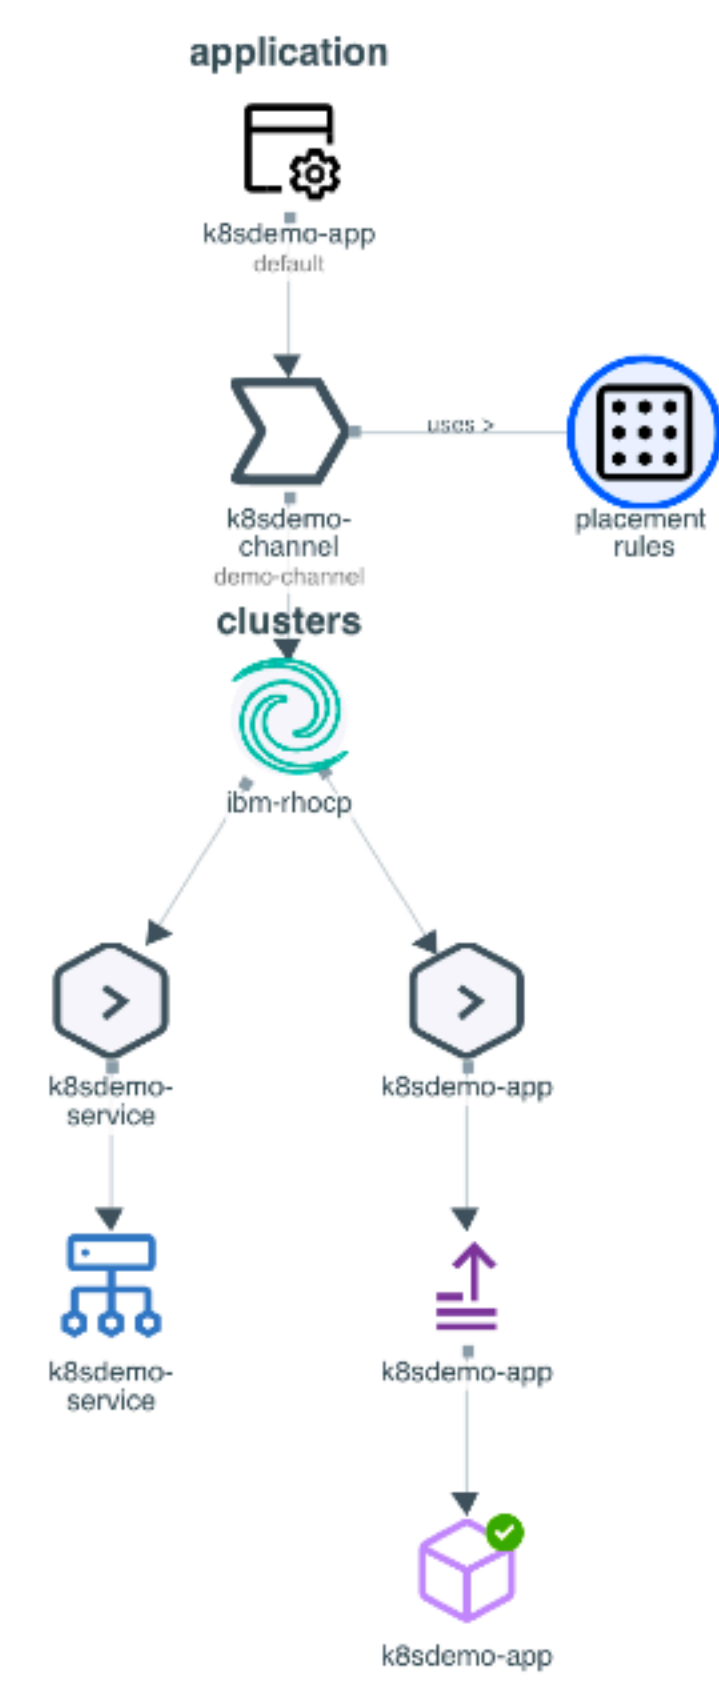 application
k8sdemo-app
default
uses >
k8sdemo-
channel
demo-channel
placement
rules
clusters
ibm-rhocp
k8sdemo-
service
k8sdemo-app
k8sdemo-
service
k8sdemo-app
k8sdemo-app